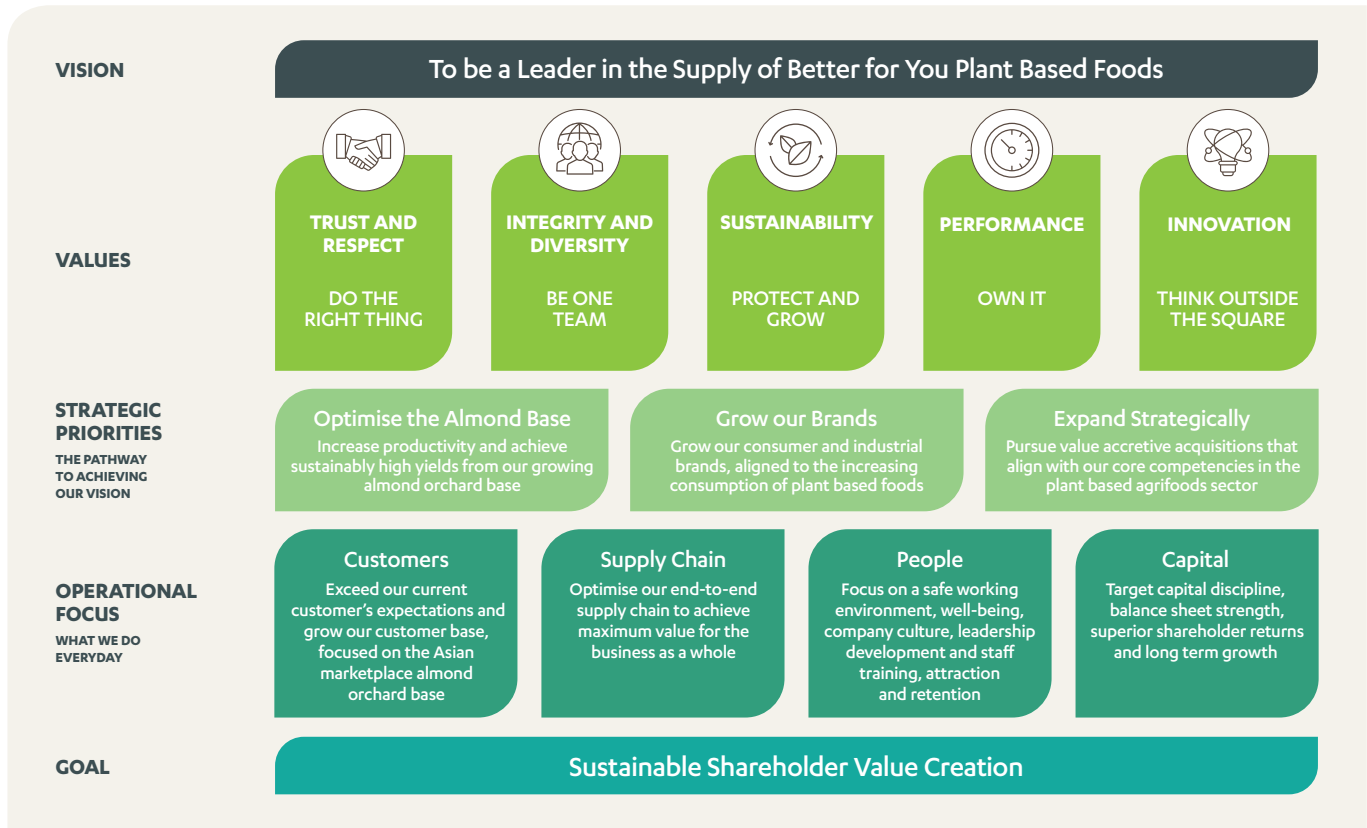 VISION
To be a Leader in the Supply of Better for You Plant Based Foods
VALUES
TRUST AND
RESPECT
DO THE
RIGHT THING
INTEGRITY AND
DIVERSITY
BE ONE
TEAM
SUSTAINABILITY
PROTECT AND
GROW
PERFORMANCE
OWN IT
INNOVATION
THINK OUTSIDE
THE SQUARE
STRATEGIC
PRIORITIES
THE PATHWAY
TO ACHIEVING
OUR VISION
Optimise the Almond Base
Increase productivity and achieve
sustainably high yields from our growing
almond orchard base
Grow our Brands
Grow our consumer and industrial
brands, aligned to the increasing
consumption of plant based foods
Expand Strategically
Pursue value accretive acquisitions that
align with our core competencies in the
plant based agrifoods sector
OPERATIONAL
FOCUS
WHAT WE DO
EVERYDAY
Customers
Exceed our current
customer's expectations and
grow our customer base,
focused on the Asian
marketplace almond
orchard base
Supply Chain
Optimise our end-to-end
supply chain to achieve
maximum value for the
business as a whole
People
Focus on a safe working
environment, well-being,
company culture, leadership
development and staff
training, attraction
and retention
Capital
Target capital discipline,
balance sheet strength,
superior shareholder returns
and long term growth
GOAL
Sustainable Shareholder Value Creation